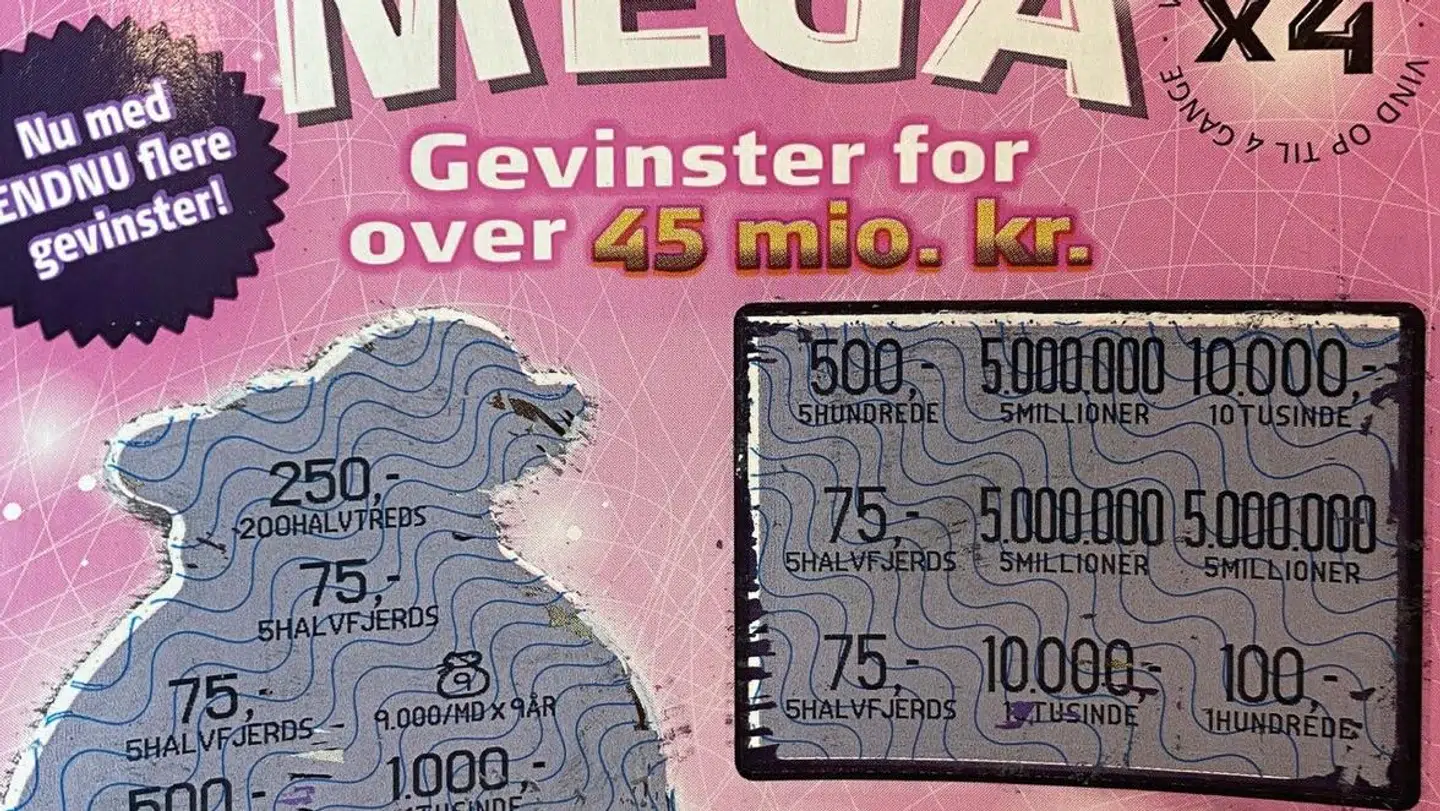 MEGA
x4
VIND OP TIL 4 GANGE
Nu med
ENDNU flere
gevinster!
Gevinster for
over 45 mio. kr.
250,-
200HALVTREDS
75,-
5HALVFJERDS
75,-
5HALVFJERDS
9
9.000/MD X 9ÅR
500,-
1.000,-
1TUSINDE
500,- 5.000.000 10.000,-
5HUNDREDE 5MILLIONER 10TUSINDE
75,- 5.000.000 5.000.000
5HALVFJERDS 5MILLIONER 5MILLIONER
75,- 10.000,- 100,-
5HALVFJERDS 10TUSINDE 1HUNDREDE